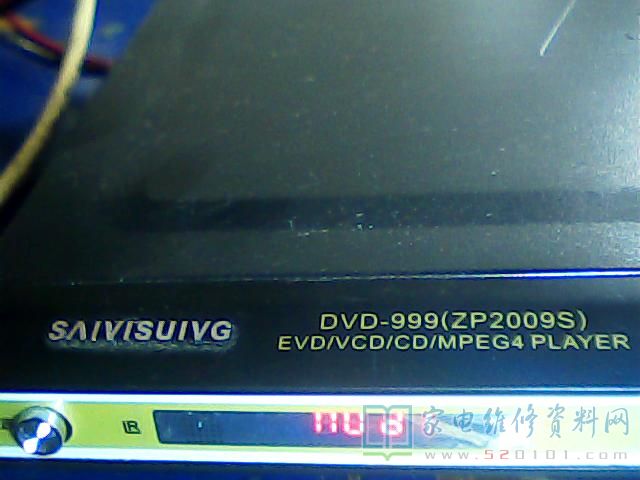 SAIVISUIVG
DVD-999(ZP2009S)
EVD/VCD/CD/MPEG4 PLAYER
IR
家电维修资料网
www.520101.com